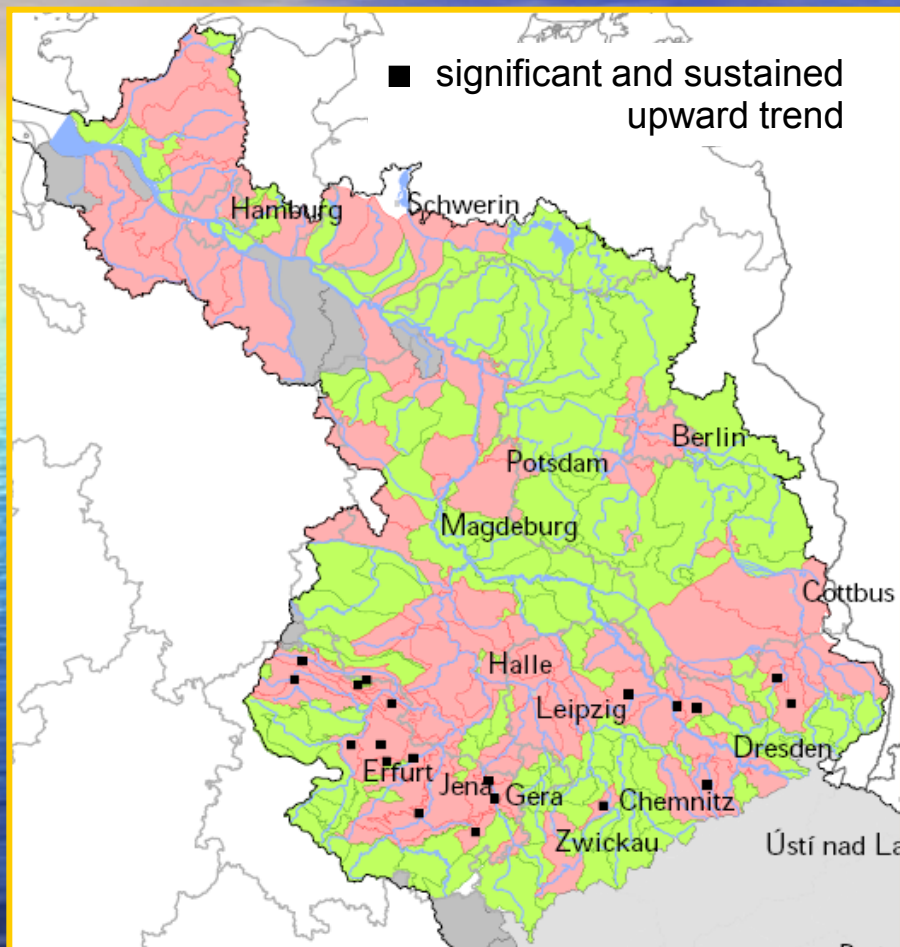 significant and sustained
upward trend
Schwerin
Hamburg
Berlin
Potsdam
Magdeburg
Cottbus
Halle
Leipzig
Dresden
Erfurt
Jena
Gera
Chemnitz
Zwickau
Ústí nad La